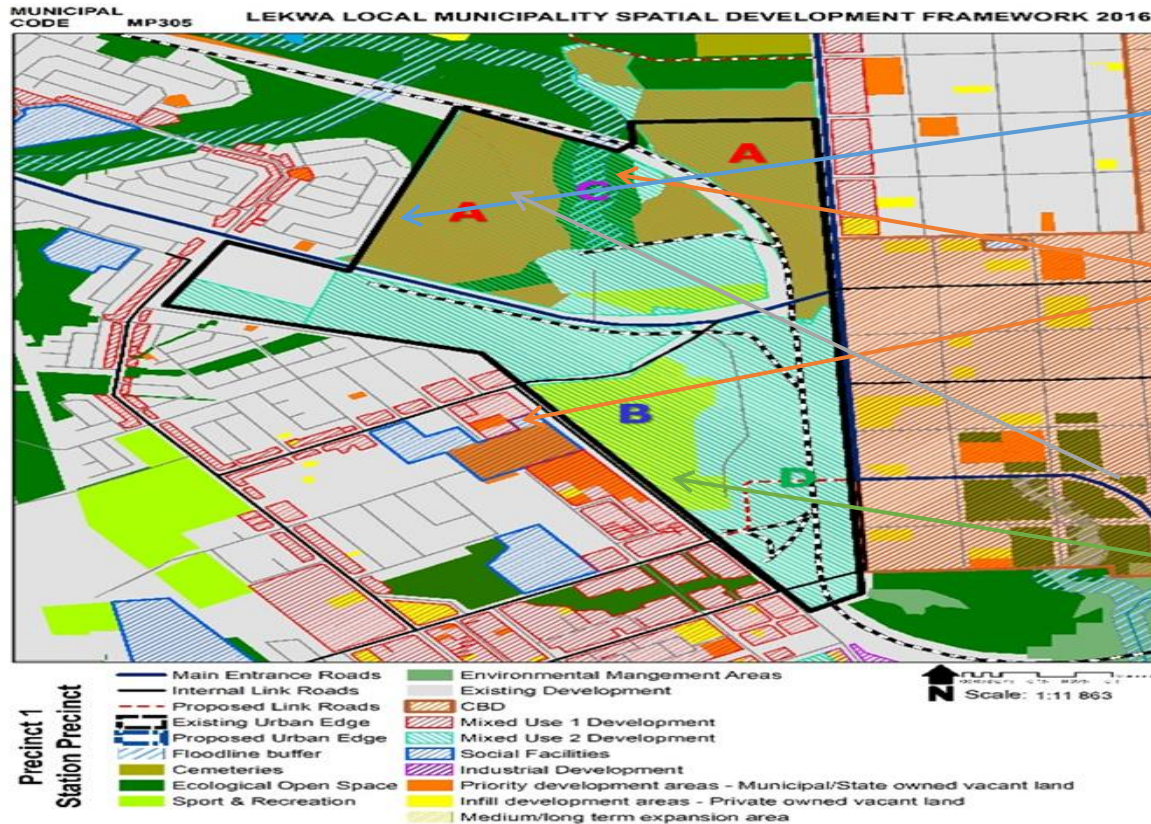 MUNICIPAL CODE MP305
LEKWA LOCAL MUNICIPALITY SPATIAL DEVELOPMENT FRAMEWORK 2016
A
C
A
B
D
Precinct 1
Station Precinct
Main Entrance Roads
Internal Link Roads
Proposed Link Roads
Existing Urban Edge
Proposed Urban Edge
Floodline buffer
Cemeteries
Ecological Open Space
Sport & Recreation
Environmental Mangement Areas
Existing Development
CBD
Mixed Use 1 Development
Mixed Use 2 Development
Social Facilities
Industrial Development
Priority development areas - Municipal/State owned vacant land
Infill development areas - Private owned vacant land
Medium/long term expansion area
N
Scale: 1:11 863